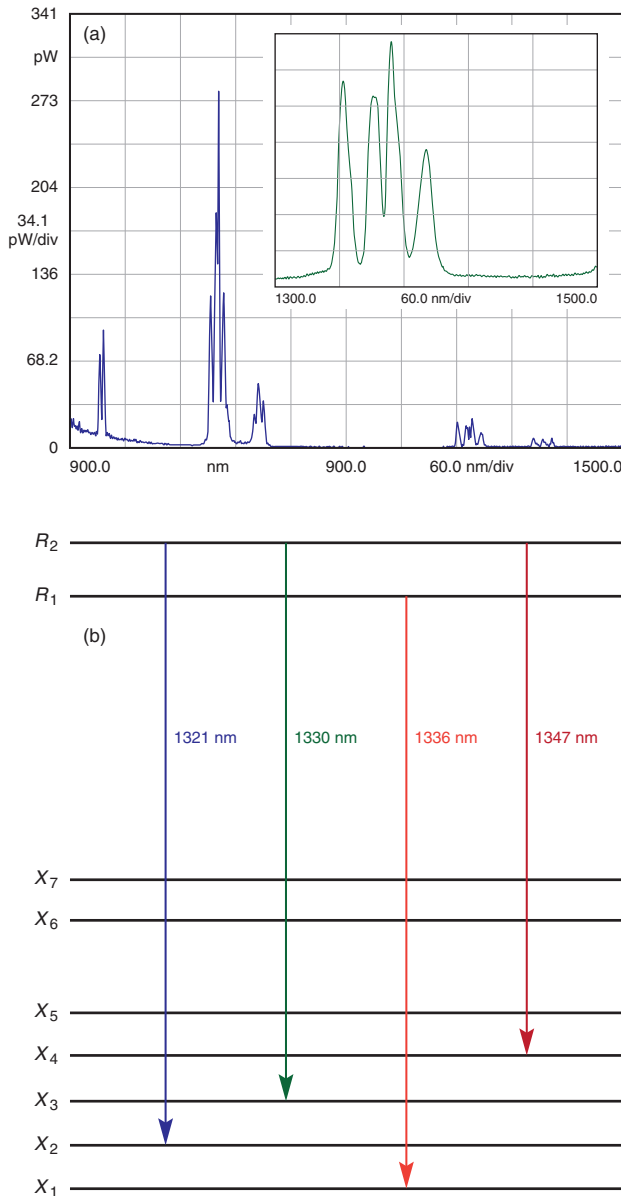 341
(a)
pW
273
204
34.1
pW/div
136
68.2
0
1300.0 60.0 nm/div 1500.0
900.0 nm 900.0 60.0 nm/div 1500.0
R2
R1
(b)
1321 nm 1330 nm 1336 nm 1347 nm
X7
X6
X5
X4
X3
X2
X1